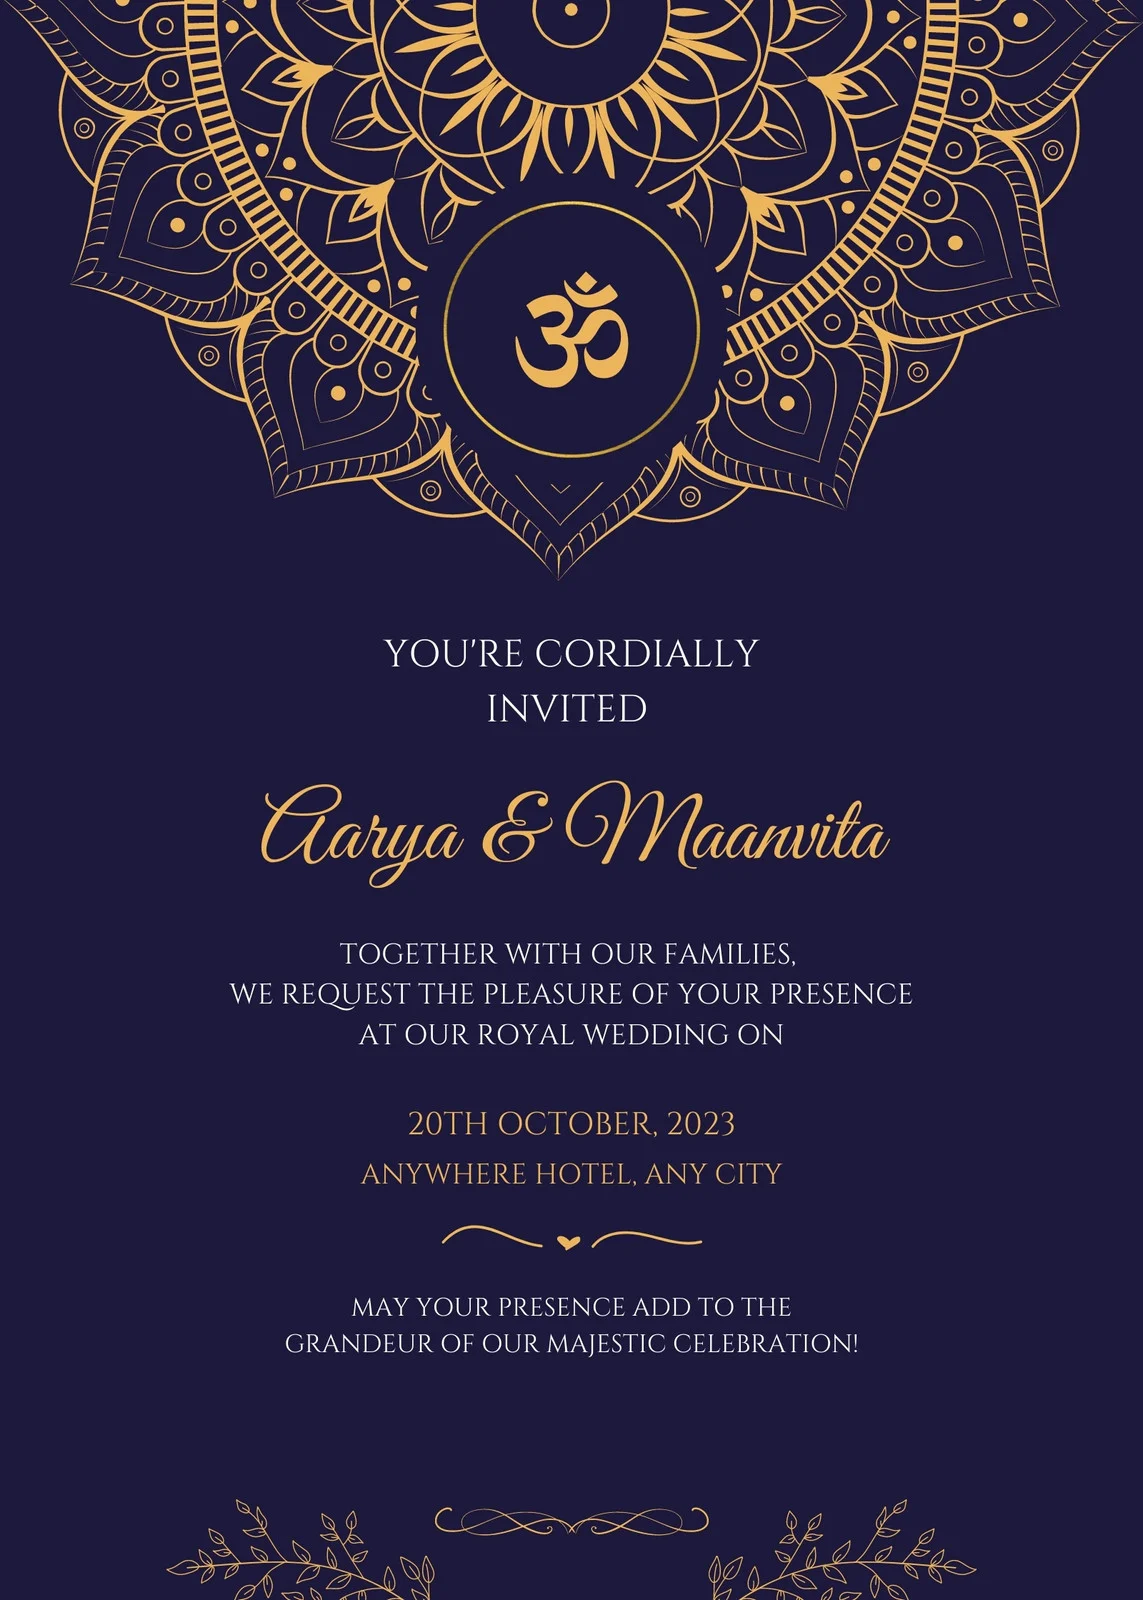 ॐ
YOU'RE CORDIALLY
INVITED
Aarya & Maanvita
TOGETHER WITH OUR FAMILIES,
WE REQUEST THE PLEASURE OF YOUR PRESENCE
AT OUR ROYAL WEDDING ON
20TH OCTOBER, 2023
ANYWHERE HOTEL, ANY CITY
MAY YOUR PRESENCE ADD TO THE
GRANDEUR OF OUR MAJESTIC CELEBRATION!